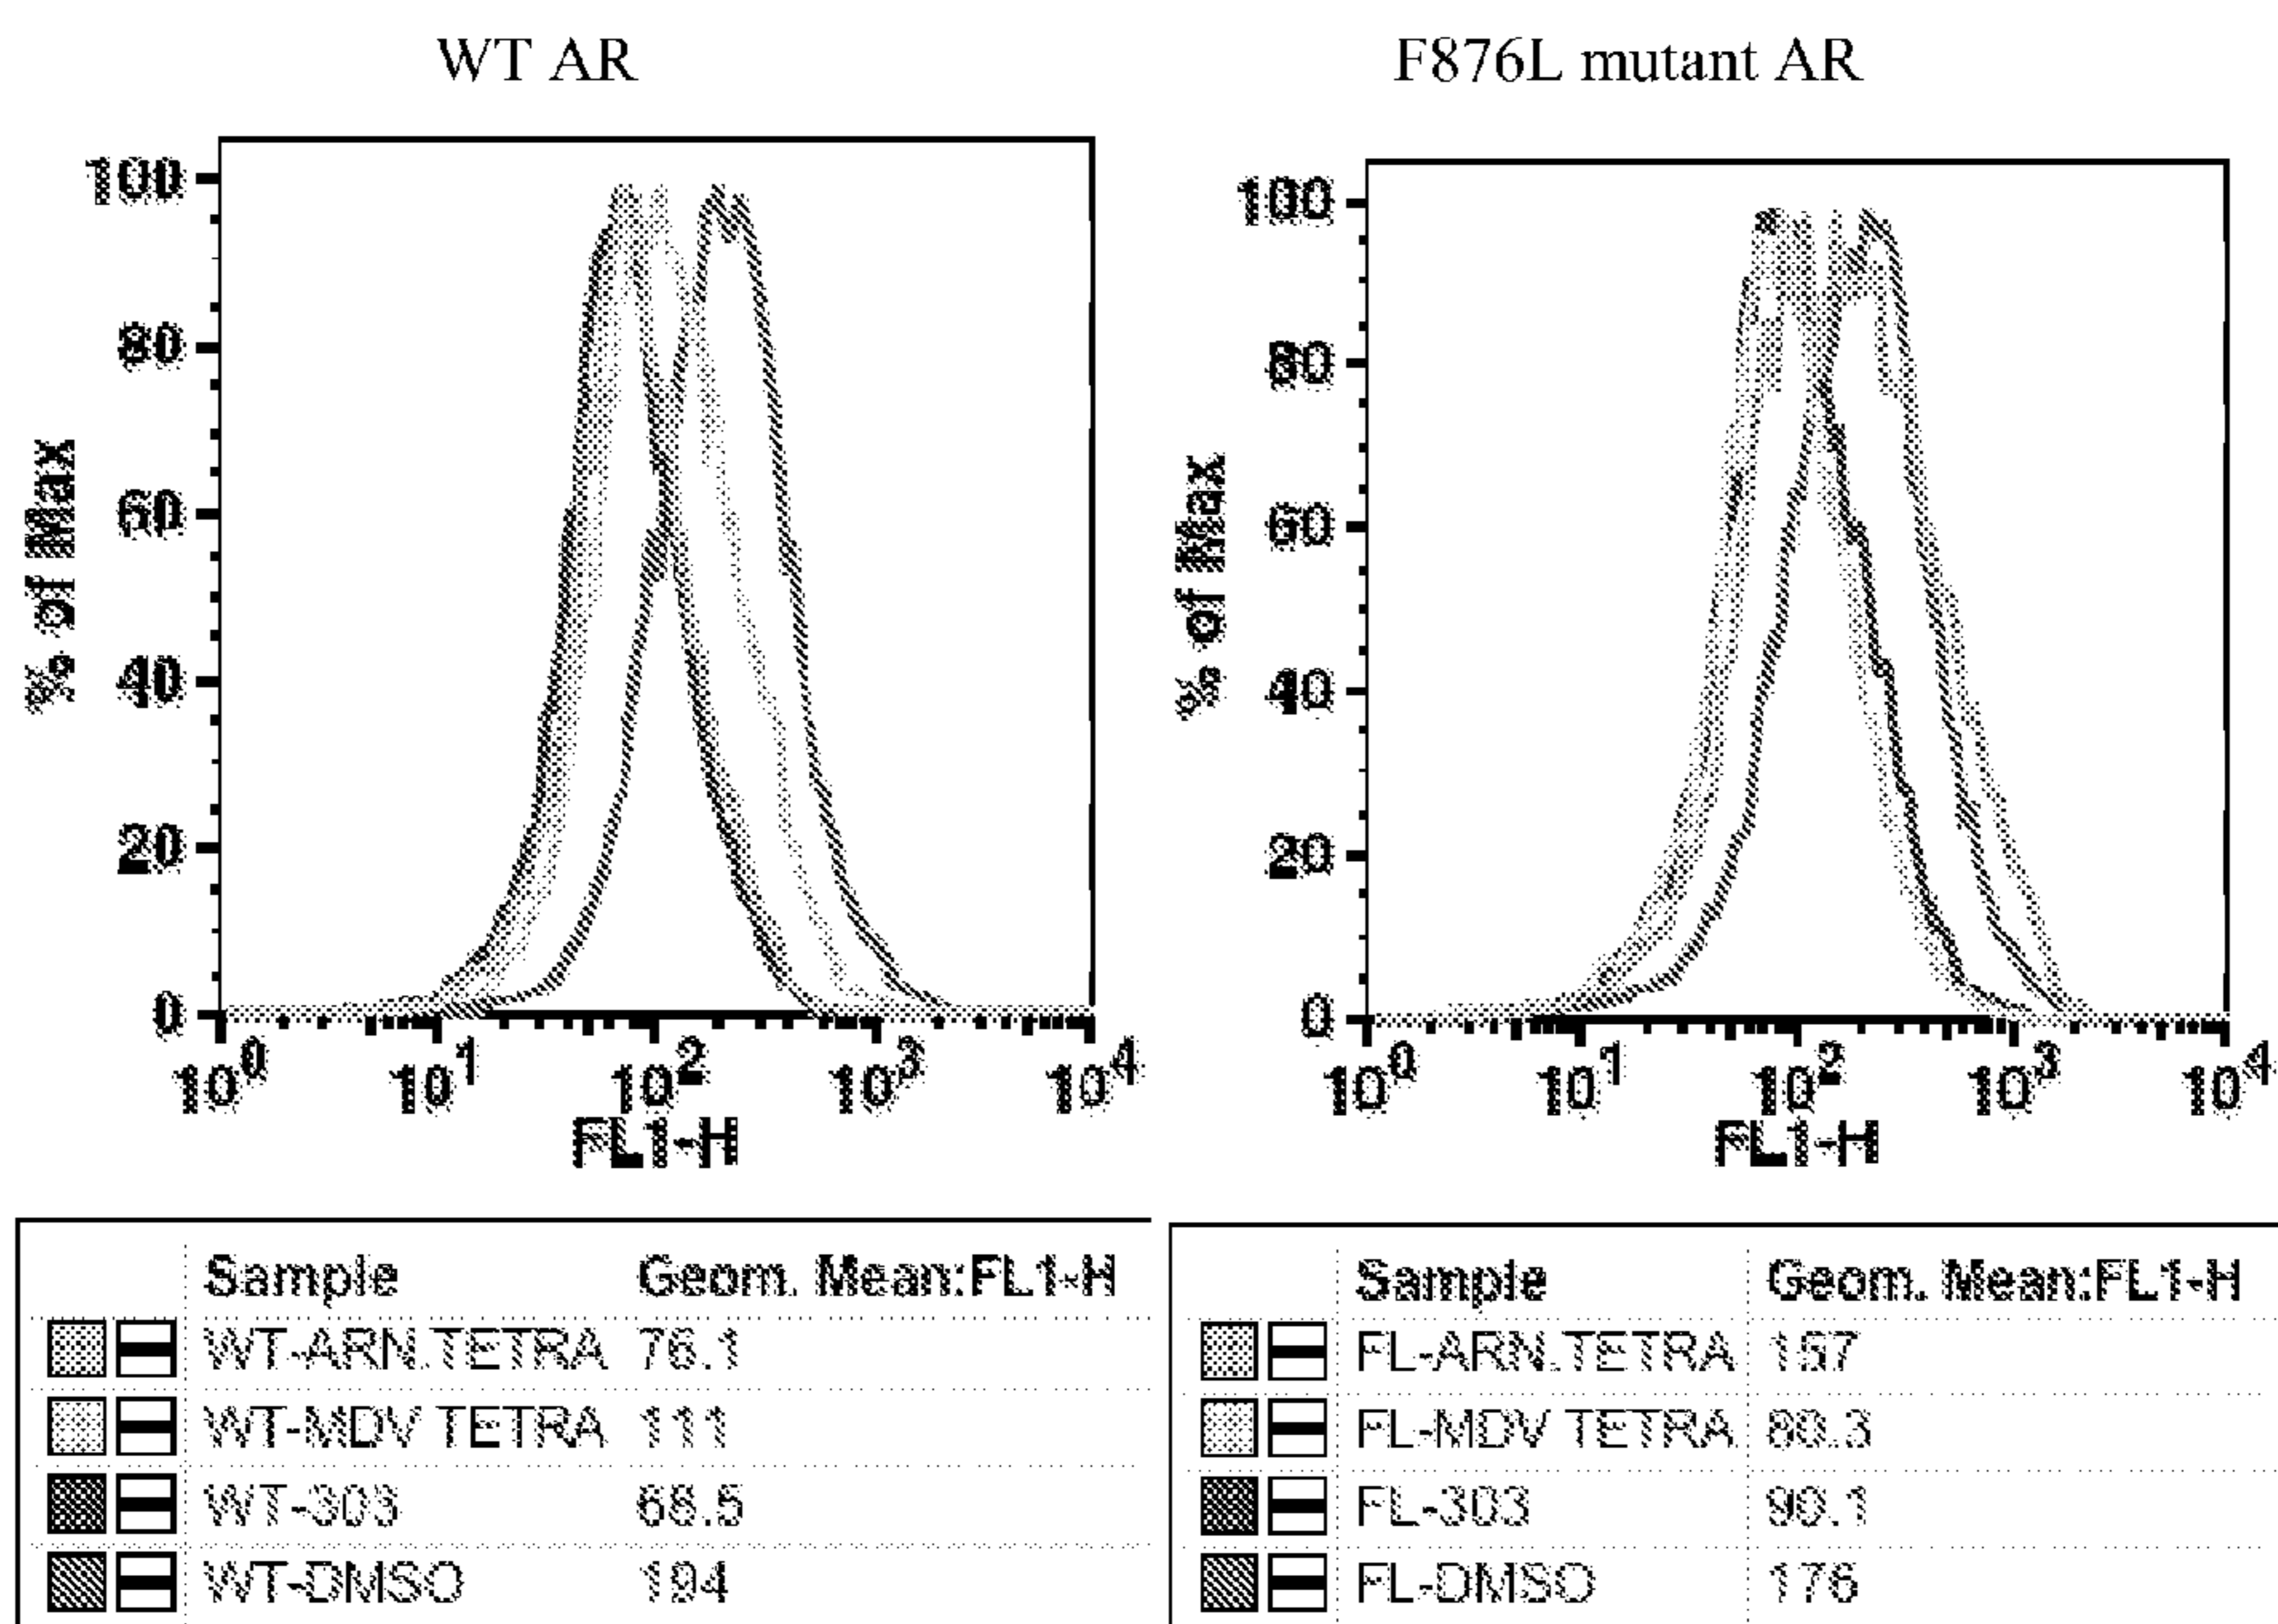 WT AR
F876L mutant AR
100
80
60
40
20
0
% of Max
10^0 10^1 10^2 10^3 10^4
FL1-H
100
80
60
40
20
0
% of Max
10^0 10^1 10^2 10^3 10^4
FL1-H
Sample Geom. Mean:FL1-H
WT-ARN.TETRA 76.1
WT-MDV TETRA 111
WT-303 68.5
WT-DMSO 194
Sample Geom. Mean:FL1-H
FL-ARN.TETRA 157
FL-MDV TETRA 80.3
FL-303 90.1
FL-DMSO 176